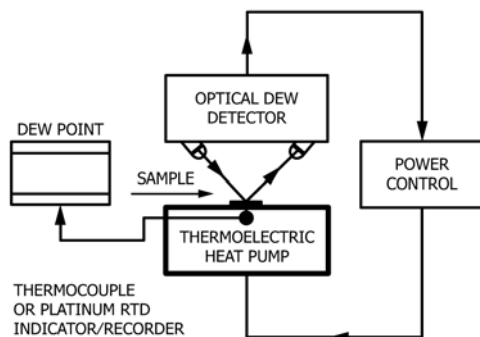 OPTICAL DEW
DETECTOR
DEW POINT
SAMPLE
POWER
CONTROL
THERMOELECTRIC
HEAT PUMP
THERMOCOUPLE
OR PLATINUM RTD
INDICATOR/RECORDER